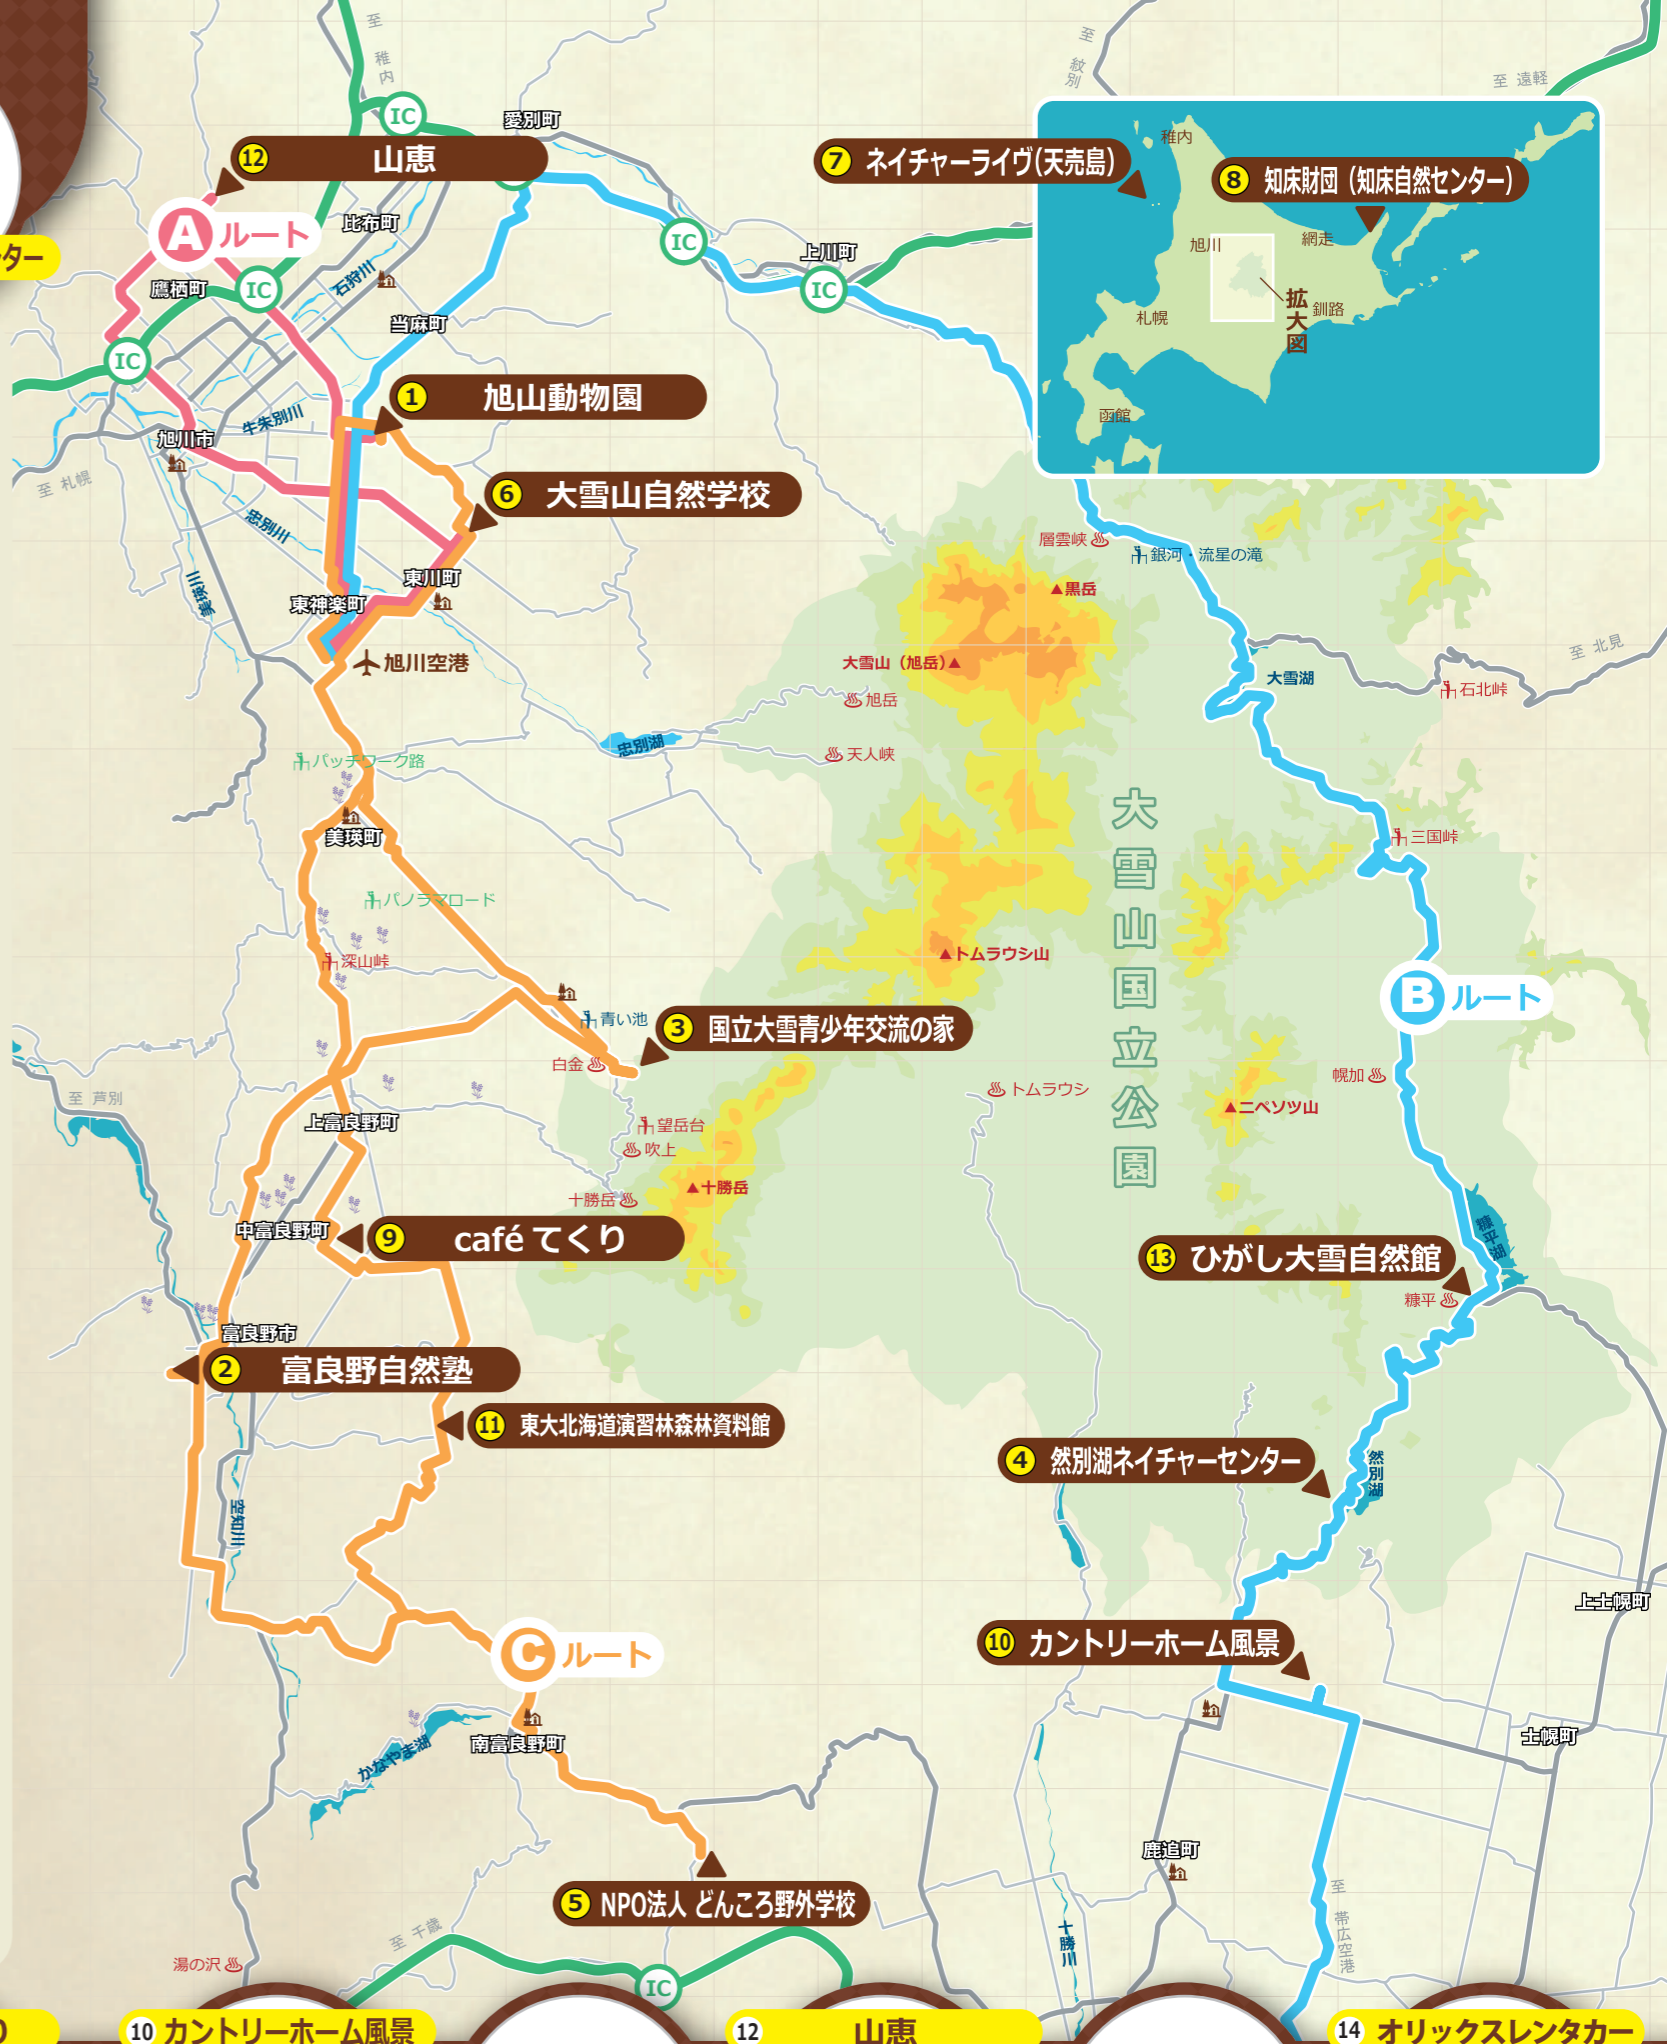 至 稚内
至 紋別
至 遠軽
IC
愛別町
12 山恵
7 ネイチャーライヴ(天売島)
稚内
8 知床財団（知床自然センター）
A ルート
比布町
ター
IC
上川町
旭川
網走
鷹栖町
IC
石狩川
IC
拡大図
釧路
札幌
当麻町
IC
1 旭山動物園
函館
牛朱別川
旭川市
至 札幌
6 大雪山自然学校
忠別川
層雲峡
銀河・流星の滝
美瑛川
東川町
黒岳
東神楽町
旭川空港
大雪山（旭岳）
至 北見
大雪湖
石北峠
旭岳
忠別湖
天人峡
パッチワーク路
美瑛町
大雪山国立公園
三国峠
パノラマロード
深山峠
トムラウシ山
B ルート
青い池
3 国立大雪青少年交流の家
白金
至 芦別
トムラウシ
幌加
ニペソツ山
上富良野町
望岳台
吹上
十勝岳
十勝岳
中富良野町
9 café てくり
糠平湖
13 ひがし大雪自然館
糠平
富良野市
2 富良野自然塾
11 東大北海道演習林森林資料館
4 然別湖ネイチャーセンター
然別湖
空知川
上士幌町
C ルート
10 カントリーホーム風景
かなやま湖
南富良野町
士幌町
鹿追町
5 NPO法人 どんころ野外学校
至 帯広空港
至 千歳
十勝川
湯の沢
IC
10 カントリーホーム風景
12 山恵
14 オリックスレンタカー